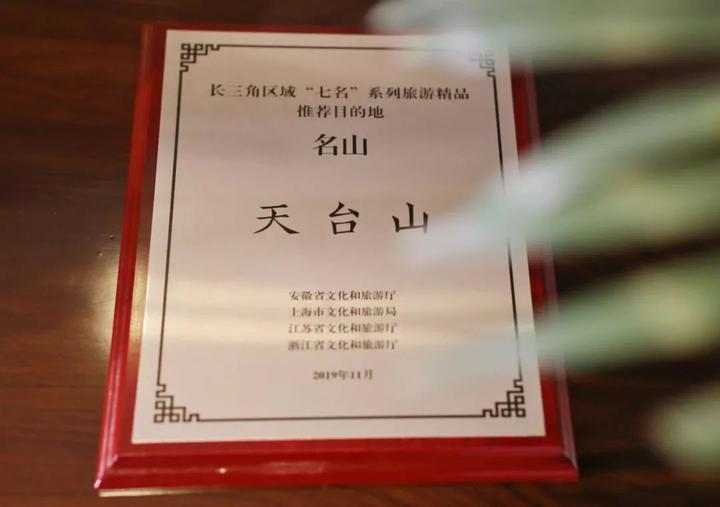 长三角区域“七名”系列旅游精品
推荐目的地
名山
天台山
安徽省文化和旅游厅
上海市文化和旅游局
江苏省文化和旅游厅
浙江省文化和旅游厅
2019年11月